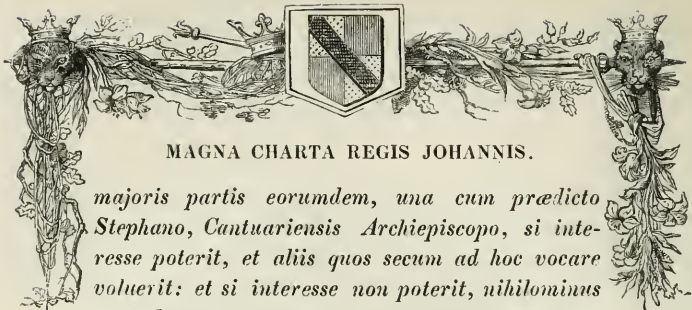 MAGNA CHARTA REGIS JOHANNIS.
majoris partis eorumdem, una cum prædicto
Stephano, Cantuariensis Archiepiscopo, si inte-
resse poterit, et aliis quos secum ad hoc vocare
voluerit: et si interesse non poterit, nihilominus